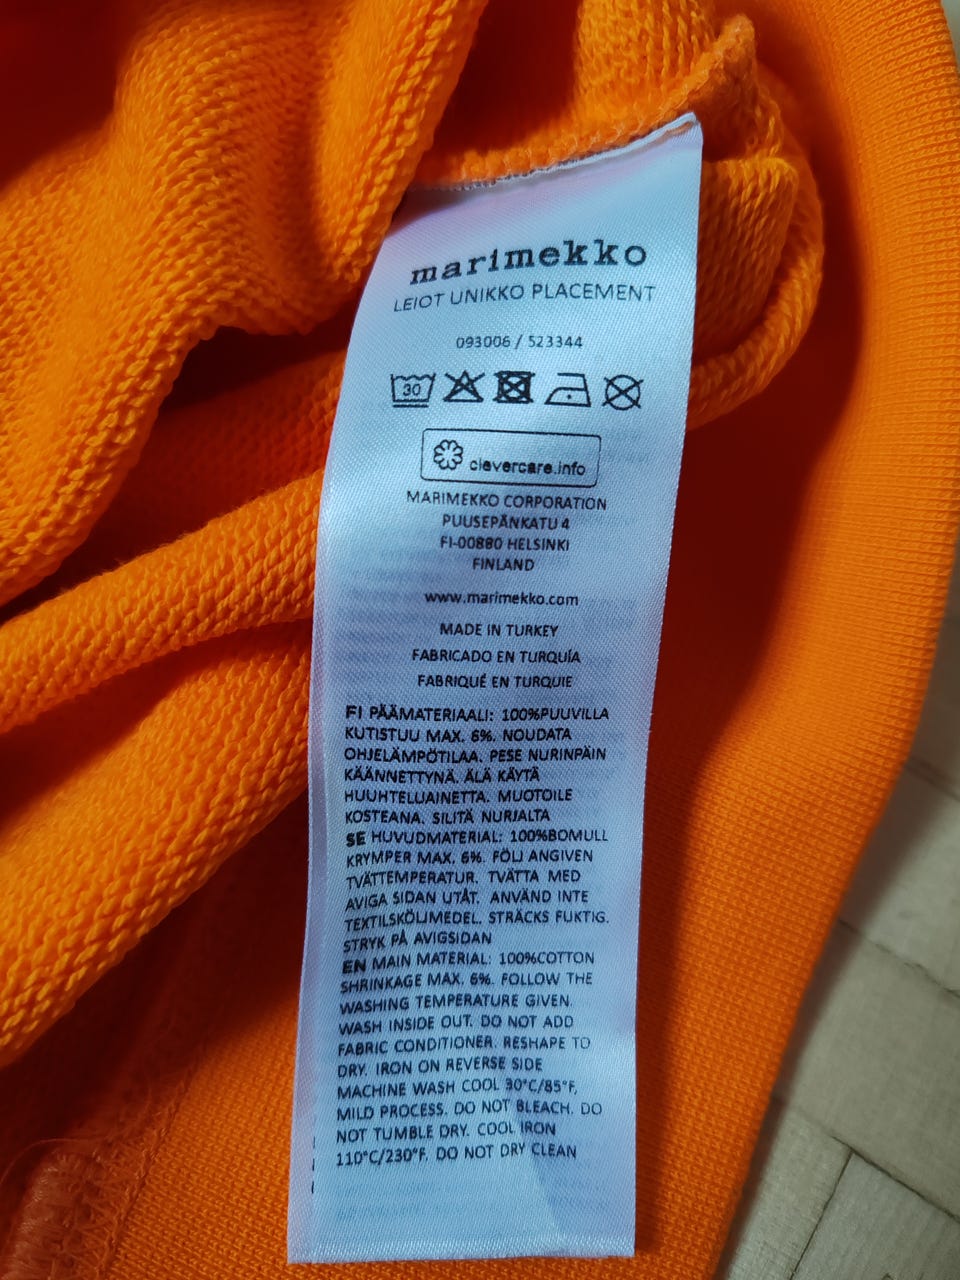 marimekko
LEIOT UNIKKO PLACEMENT
093006 / 523344
30
clevercare.info
MARIMEKKO CORPORATION
PUUSEPÄNKATU 4
FI-00880 HELSINKI
FINLAND
www.marimekko.com
MADE IN TURKEY
FABRICADO EN TURQUÍA
FABRIQUÉ EN TURQUIE
FI PÄÄMATERIAALI: 100%PUUVILLA
KUTISTUU MAX. 6%. NOUDATA
OHJELÄMPÖTILAA. PESE NURINPÄIN
KÄÄNNETTYNÄ. ÄLÄ KÄYTÄ
HUUHTELUAINETTA. MUOTOILE
KOSTEANA. SILITÄ NURJALTA
SE HUVUDMATERIAL: 100%BOMULL
KRYMPER MAX. 6%. FÖLJ ANGIVEN
TVÄTTEMPERATUR. TVÄTTA MED
AVIGA SIDAN UTÅT. ANVÄND INTE
TEXTILSKÖLJMEDEL. STRÄCKS FUKTIG.
STRYK PÅ AVIGSIDAN
EN MAIN MATERIAL: 100%COTTON
SHRINKAGE MAX. 6%. FOLLOW THE
WASHING TEMPERATURE GIVEN.
WASH INSIDE OUT. DO NOT ADD
FABRIC CONDITIONER. RESHAPE TO
DRY. IRON ON REVERSE SIDE
MACHINE WASH COOL 30°C/85°F,
MILD PROCESS. DO NOT BLEACH. DO
NOT TUMBLE DRY. COOL IRON
110°C/230°F. DO NOT DRY CLEAN